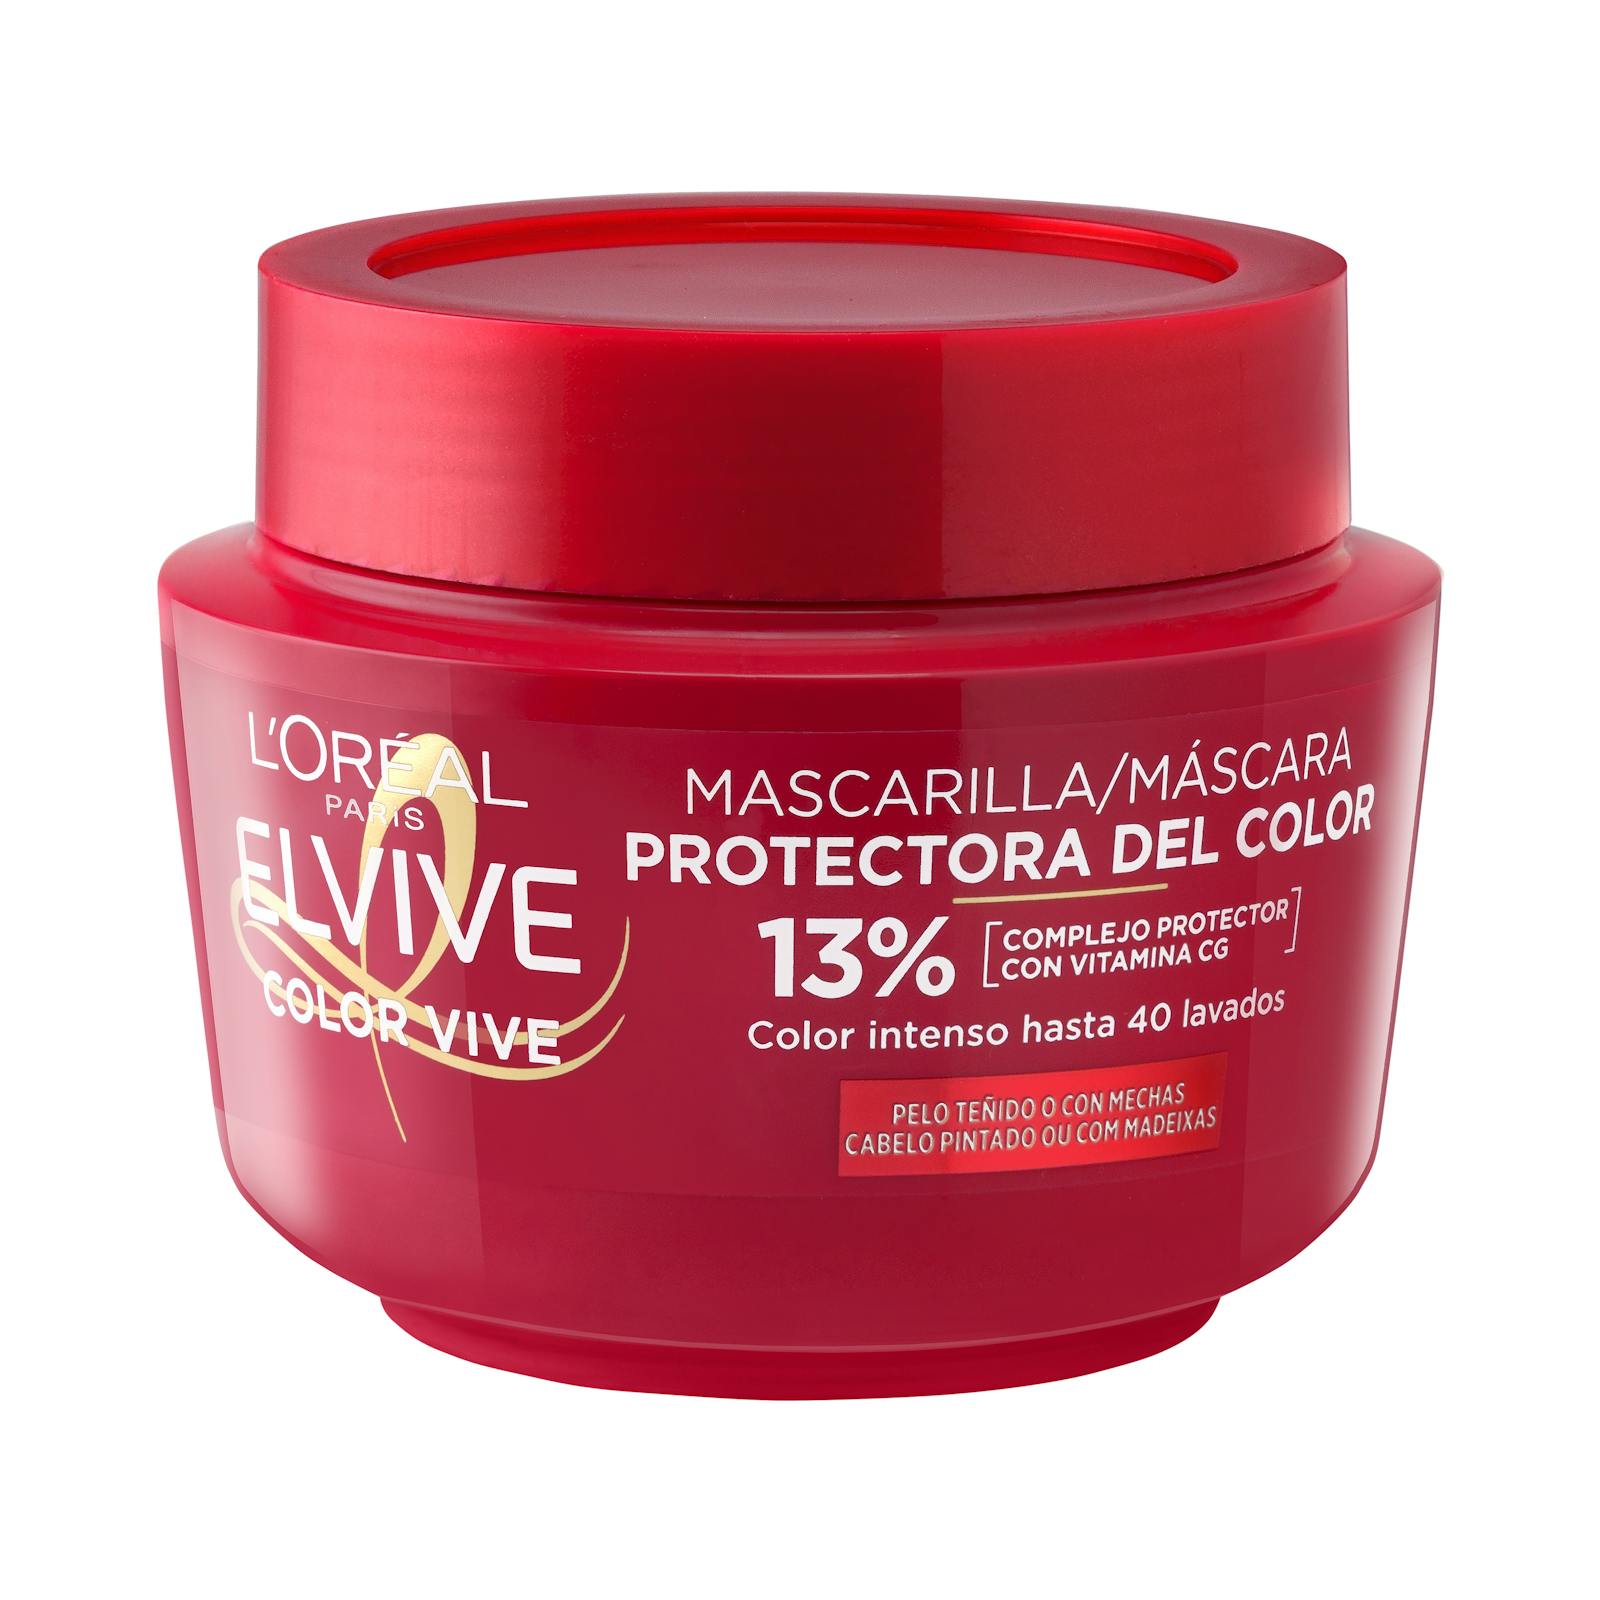 L'ORÉAL
PARIS
ELVIVE
COLOR VIVE
MASCARILLA/MÁSCARA
PROTECTORA DEL COLOR
13% [COMPLEJO PROTECTOR
CON VITAMINA CG]
Color intenso hasta 40 lavados
PELO TEÑIDO O CON MECHAS
CABELO PINTADO OU COM MADEIXAS